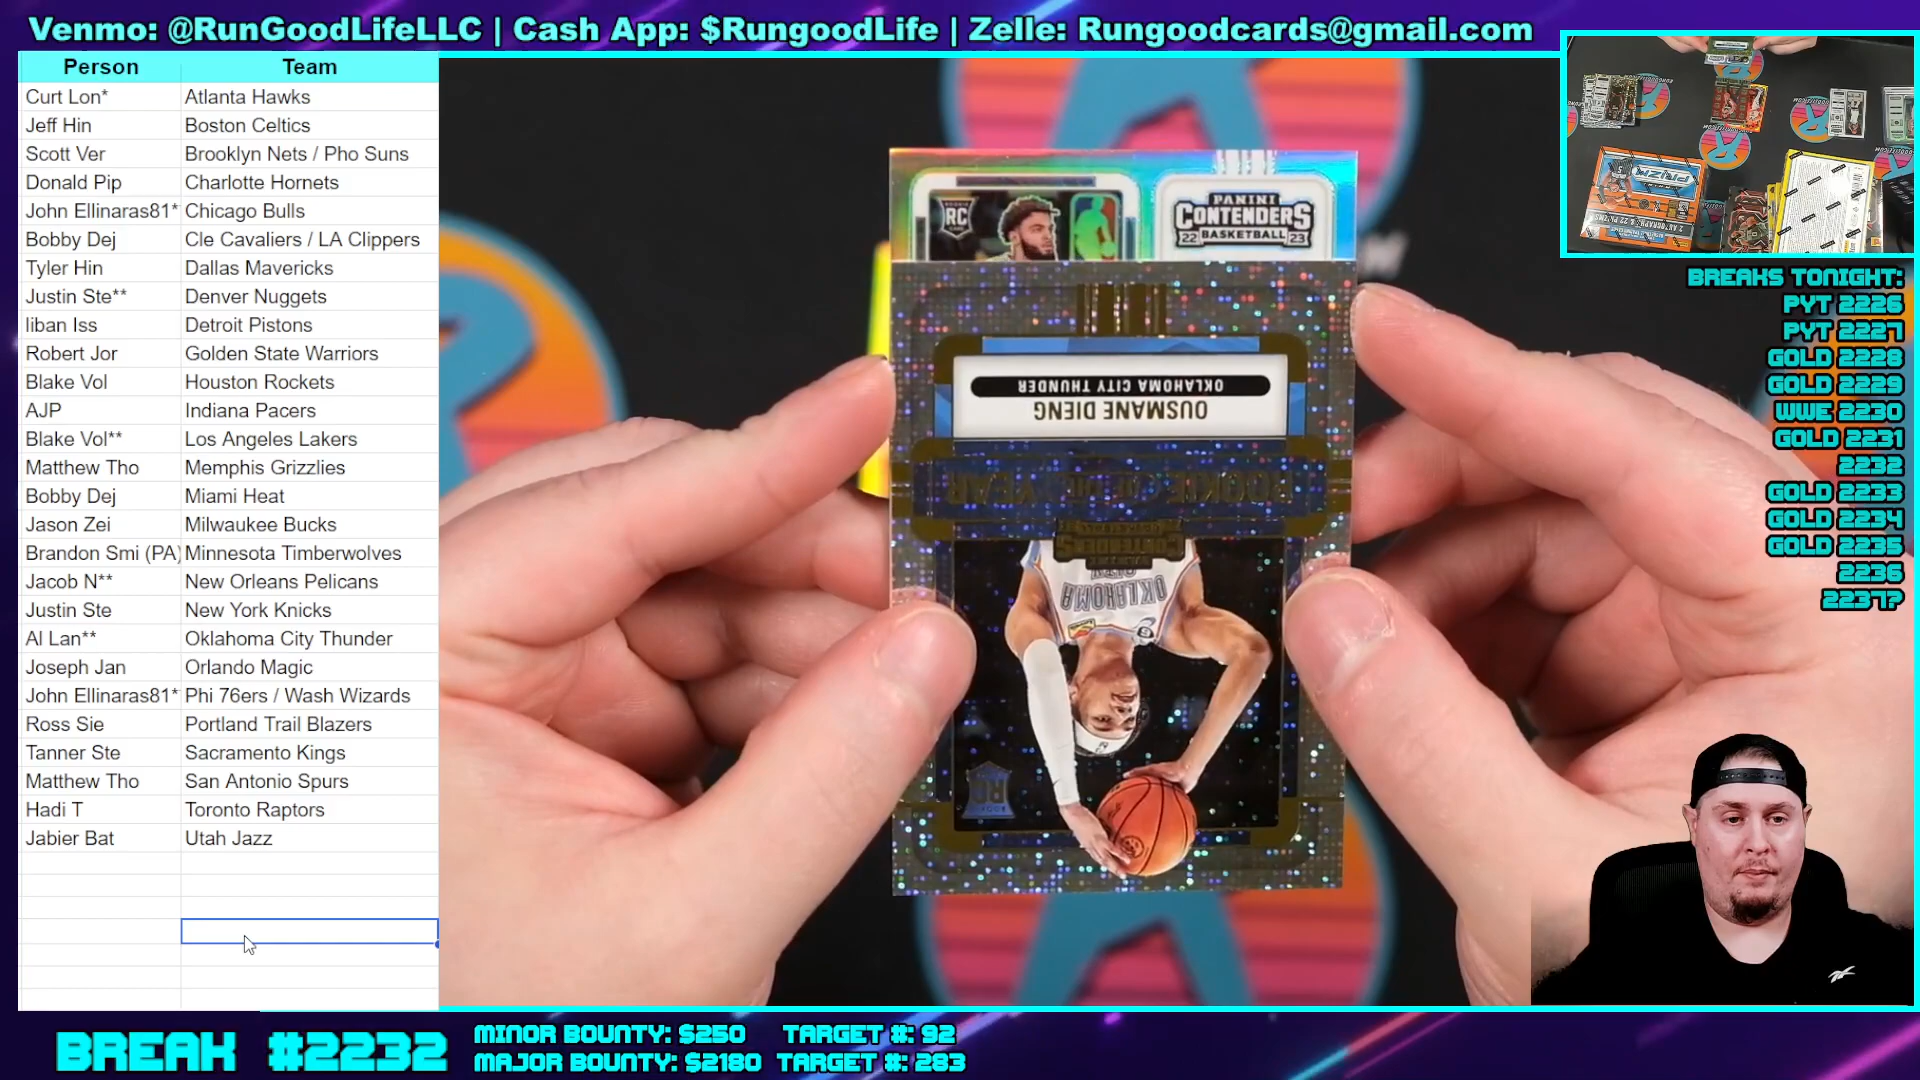 Venmo: @RunGoodLifeLLC | Cash App: $RungoodLife | Zelle: Rungoodcards@gmail.com
Person Team
Curt Lon* Atlanta Hawks
Jeff Hin Boston Celtics
Scott Ver Brooklyn Nets / Pho Suns
Donald Pip Charlotte Hornets
John Ellinaras81* Chicago Bulls
Bobby Dej Cle Cavaliers / LA Clippers
Tyler Hin Dallas Mavericks
Justin Ste** Denver Nuggets
liban Iss Detroit Pistons
Robert Jor Golden State Warriors
Blake Vol Houston Rockets
AJP Indiana Pacers
Blake Vol** Los Angeles Lakers
Matthew Tho Memphis Grizzlies
Bobby Dej Miami Heat
Jason Zei Milwaukee Bucks
Brandon Smi (PA) Minnesota Timberwolves
Jacob N** New Orleans Pelicans
Justin Ste New York Knicks
Al Lan** Oklahoma City Thunder
Joseph Jan Orlando Magic
John Ellinaras81* Phi 76ers / Wash Wizards
Ross Sie Portland Trail Blazers
Tanner Ste Sacramento Kings
Matthew Tho San Antonio Spurs
Hadi T Toronto Raptors
Jabier Bat Utah Jazz
RC
PANINI
CONTENDERS
22 BASKETBALL 23
OKLAHOMA CITY THUNDER
OUSMANE DIENG
ROOKIE OF THE YEAR
CONTENDERS
OKLAHOMA
CITY
PRIZM
BREAKS TONIGHT:
PYT 2226
PYT 2227
GOLD 2228
GOLD 2229
WWE 2230
GOLD 2231
2232
GOLD 2233
GOLD 2234
GOLD 2235
2236
2237?
BREAK #2232
MINOR BOUNTY: $250 TARGET #: 92
MAJOR BOUNTY: $2180 TARGET #: 283